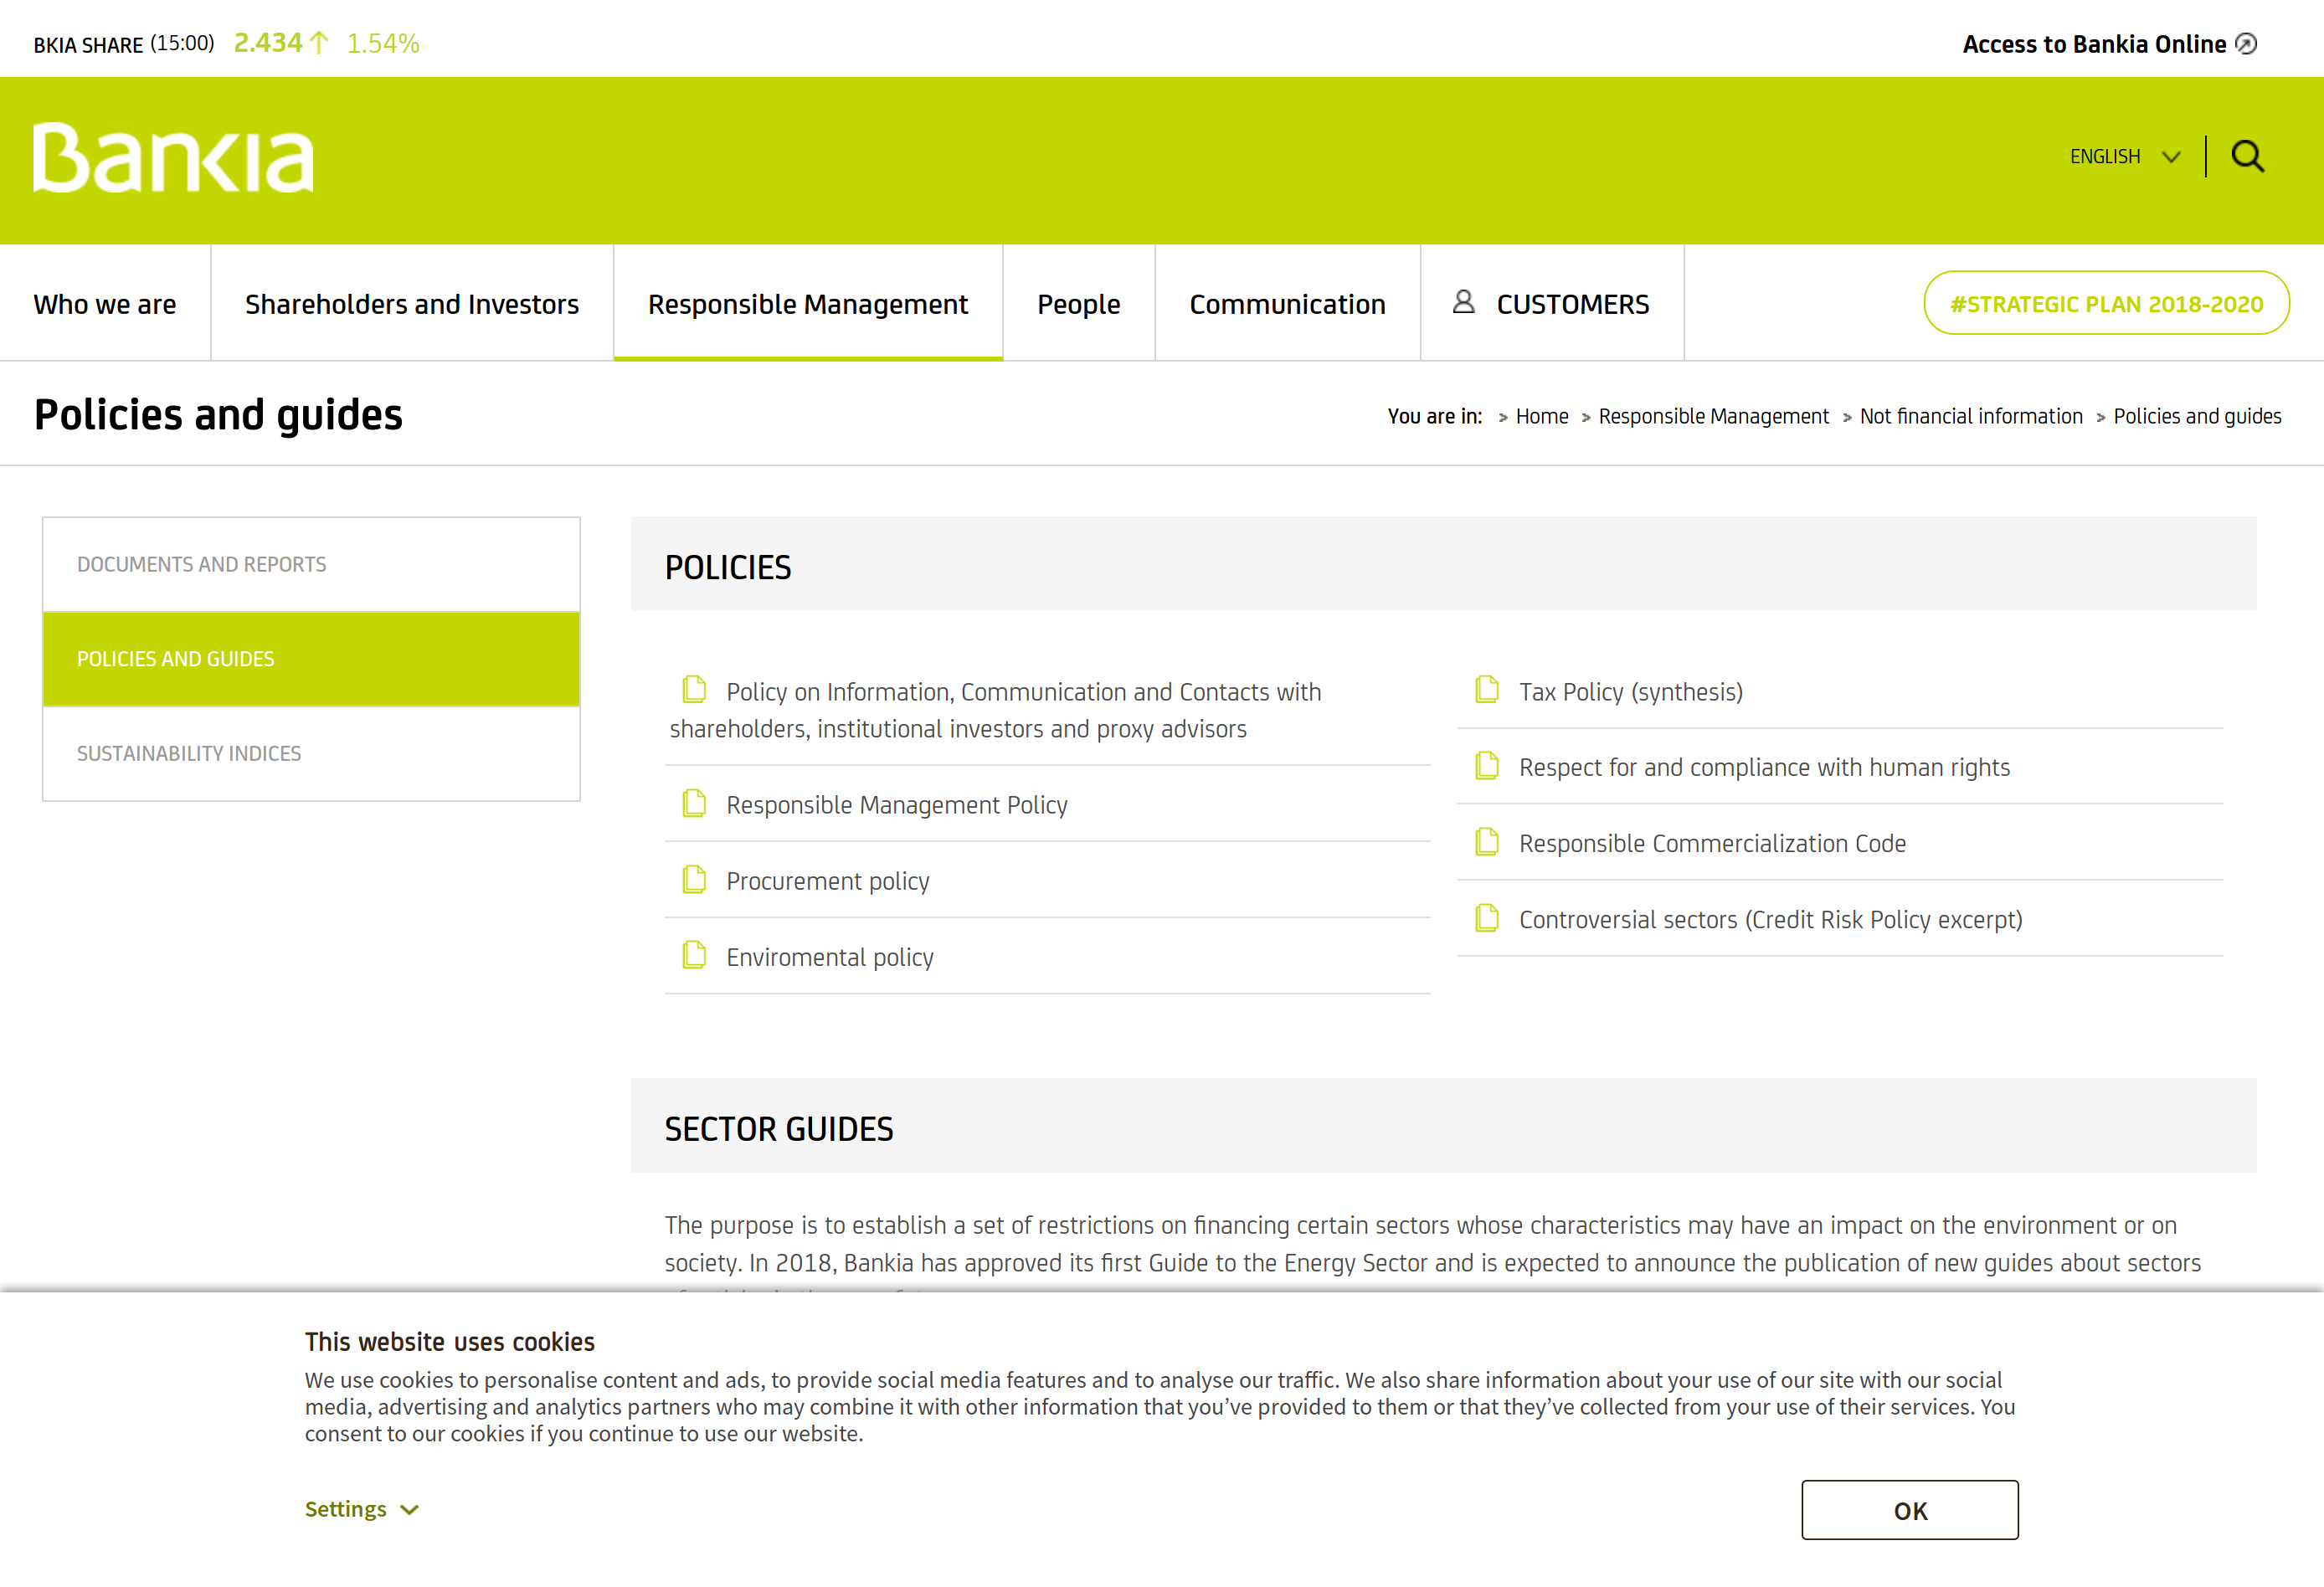 BKIA SHARE (15:00) 2.434 1.54%
Access to Bankia Online
Bankia
ENGLISH
Who we are
Shareholders and Investors
Responsible Management
People
Communication
CUSTOMERS
#STRATEGIC PLAN 2018-2020
Policies and guides
You are in: > Home > Responsible Management > Not financial information > Policies and guides
DOCUMENTS AND REPORTS
POLICIES AND GUIDES
SUSTAINABILITY INDICES
POLICIES
Policy on Information, Communication and Contacts with
shareholders, institutional investors and proxy advisors
Responsible Management Policy
Procurement policy
Enviromental policy
Tax Policy (synthesis)
Respect for and compliance with human rights
Responsible Commercialization Code
Controversial sectors (Credit Risk Policy excerpt)
SECTOR GUIDES
The purpose is to establish a set of restrictions on financing certain sectors whose characteristics may have an impact on the environment or on
society. In 2018, Bankia has approved its first Guide to the Energy Sector and is expected to announce the publication of new guides about sectors
This website uses cookies
We use cookies to personalise content and ads, to provide social media features and to analyse our traffic. We also share information about your use of our site with our social
media, advertising and analytics partners who may combine it with other information that you’ve provided to them or that they’ve collected from your use of their services. You
consent to our cookies if you continue to use our website.
Settings
OK